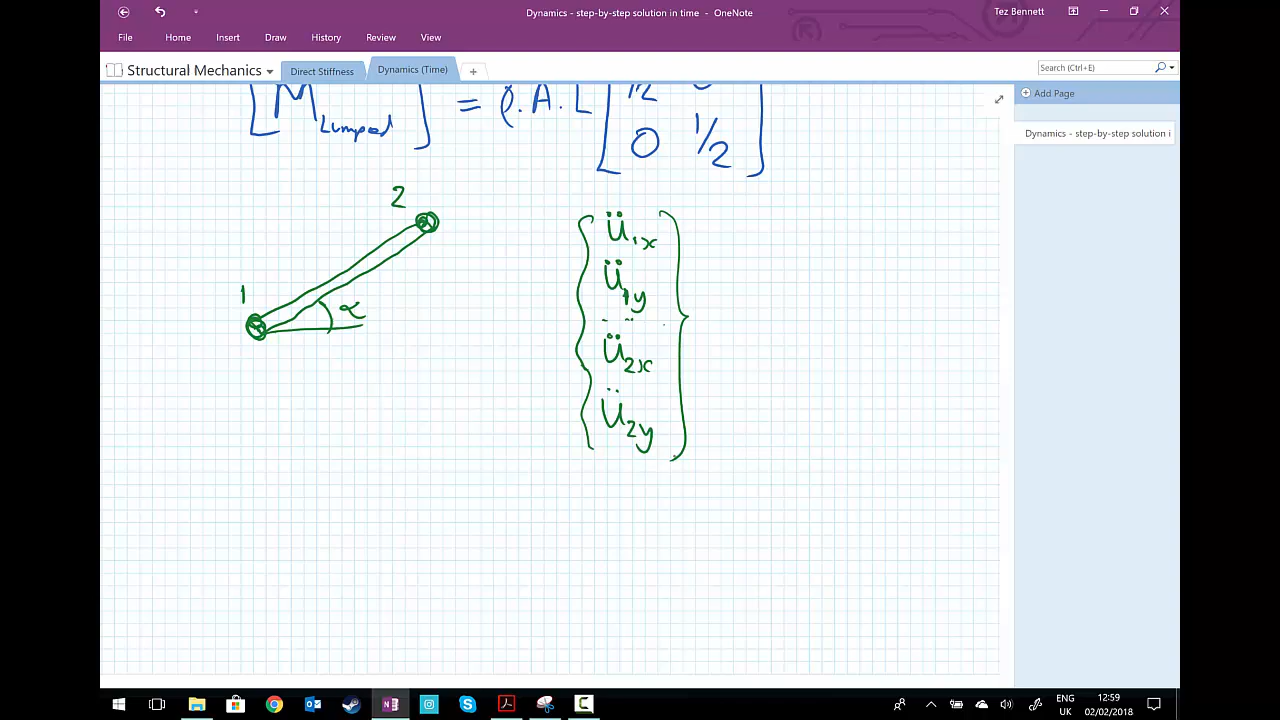 Dynamics - step-by-step solution in time - OneNote
Tez Bennett
File Home Insert Draw History Review View
Structural Mechanics Direct Stiffness Dynamics (Time) +
Search (Ctrl+E)
Add Page
Dynamics - step-by-step solution i
[M Lumped] = ρ.A.L [1/2
0 1/2]
2
1
α
ü1x
ü1y
ü2x
ü2y
ENG
UK
12:59
02/02/2018